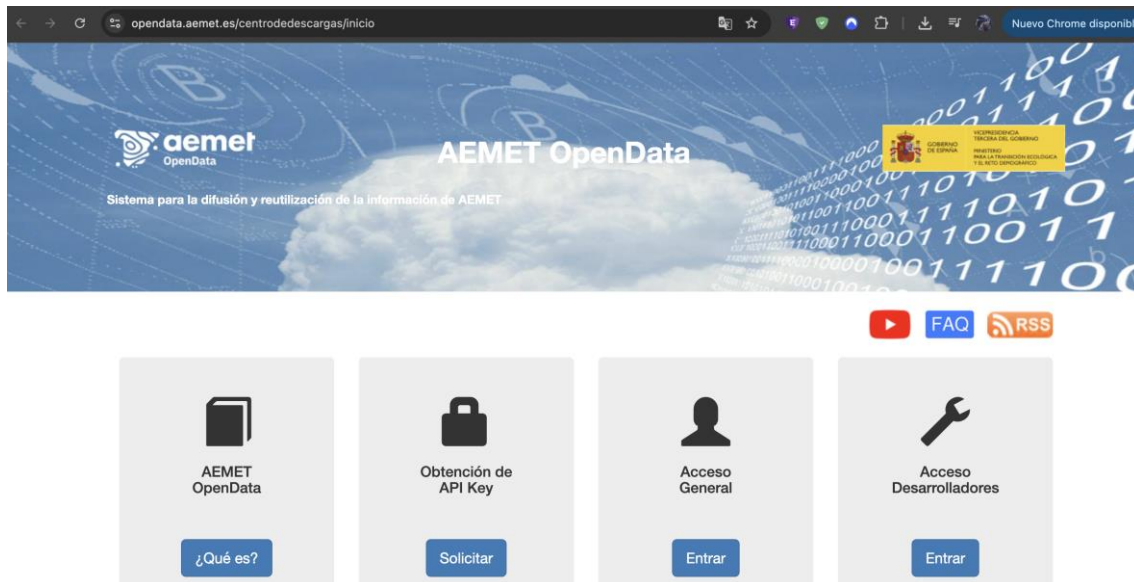 opendata.aemet.es/centrodedescargas/inicio
Nuevo Chrome disponibl
aemet
OpenData
AEMET OpenData
GOBIERNO
DE ESPAÑA
VICEPRESIDENCIA
TERCERA DEL GOBIERNO
MINISTERIO
PARA LA TRANSICIÓN ECOLÓGICA
Y EL RETO DEMOGRÁFICO
Sistema para la difusión y reutilización de la información de AEMET
FAQ
RSS
AEMET
OpenData
¿Qué es?
Obtención de
API Key
Solicitar
Acceso
General
Entrar
Acceso
Desarrolladores
Entrar